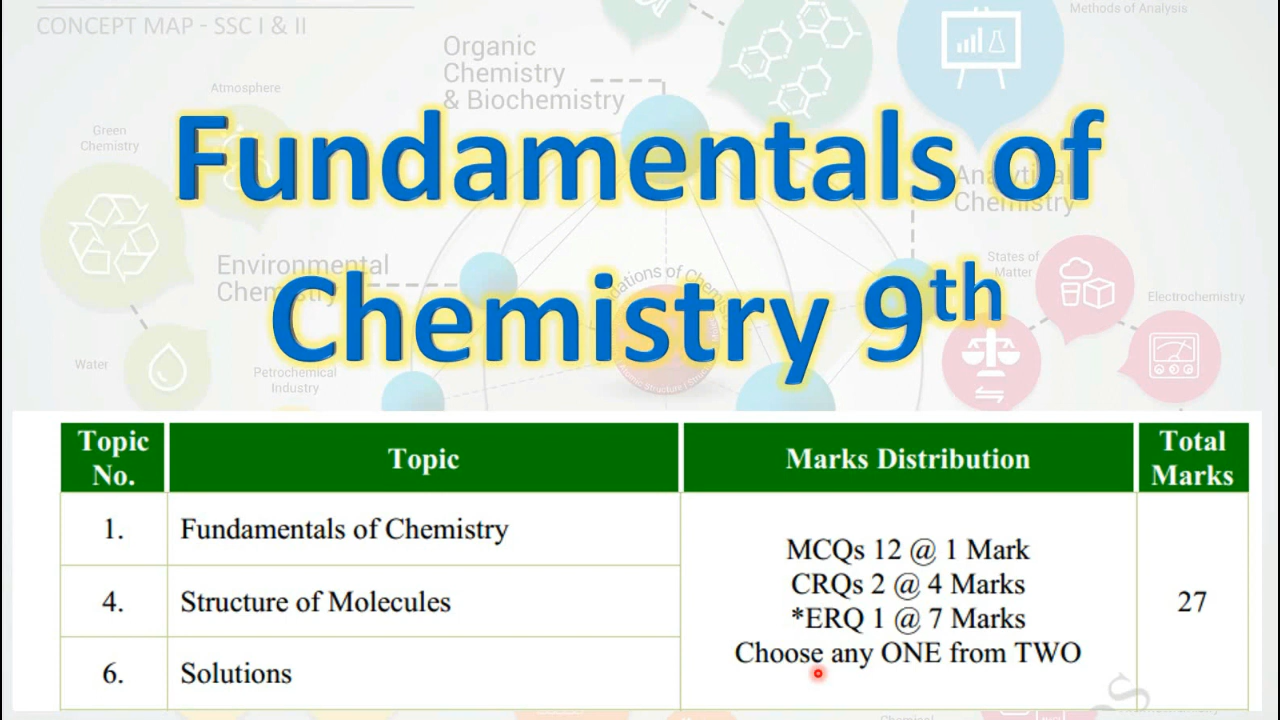 CONCEPT MAP - SSC I & II
Methods of Analysis
Organic
Chemistry
& Biochemistry
Atmosphere
Green
Chemistry
Fundamentals of
Analytical
Chemistry
Environmental
Chemistry
States of
Matter
Electrochemistry
Chemistry 9th
Water
Petrochemical
Industry
Topic No.
Topic
Marks Distribution
Total Marks
1.
Fundamentals of Chemistry
4.
Structure of Molecules
6.
Solutions
MCQs 12 @ 1 Mark
CRQs 2 @ 4 Marks
*ERQ 1 @ 7 Marks
Choose any ONE from TWO
27